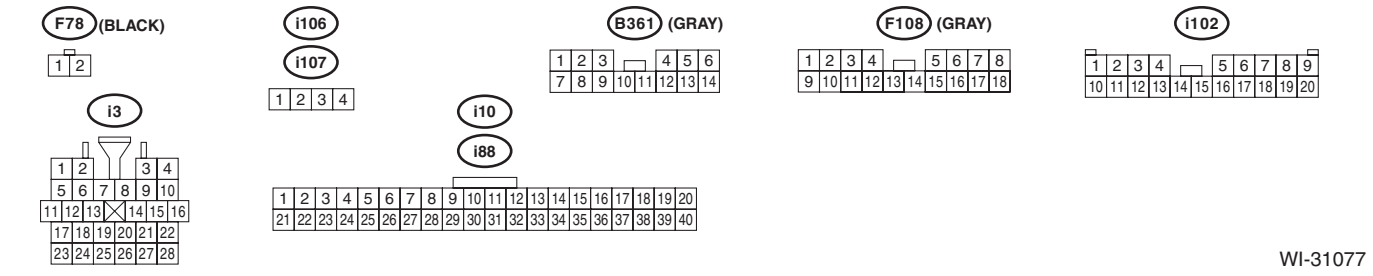 F78 (BLACK)
1 2
i3
1 2 3 4
5 6 7 8 9 10
11 12 13 14 15 16
17 18 19 20 21 22
23 24 25 26 27 28
i106
i107
1 2 3 4
i10
i88
1 2 3 4 5 6 7 8 9 10 11 12 13 14 15 16 17 18 19 20
21 22 23 24 25 26 27 28 29 30 31 32 33 34 35 36 37 38 39 40
B361 (GRAY)
1 2 3 4 5 6
7 8 9 10 11 12 13 14
F108 (GRAY)
1 2 3 4 5 6 7 8
9 10 11 12 13 14 15 16 17 18
i102
1 2 3 4 5 6 7 8 9
10 11 12 13 14 15 16 17 18 19 20
WI-31077